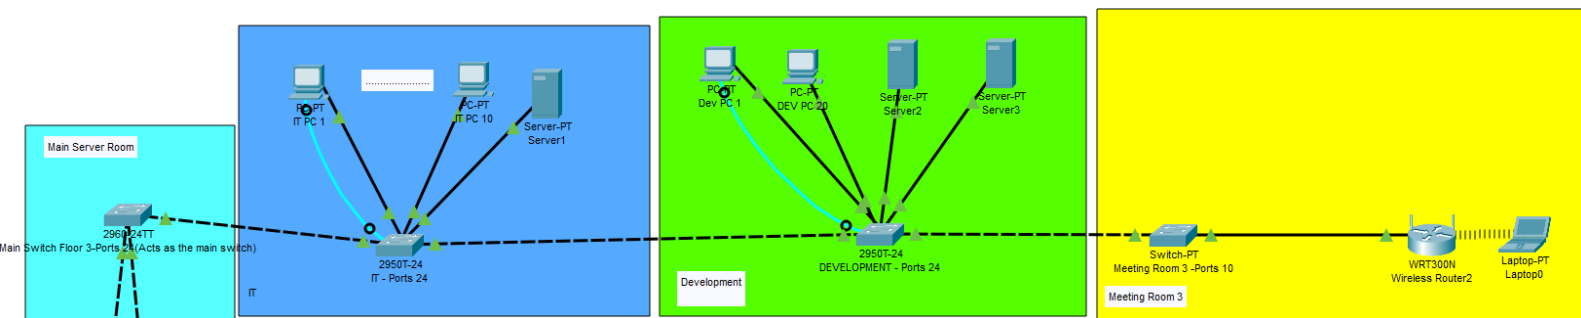 Main Server Room
2960-24TT
Main Switch Floor 3-Ports 24(Acts as the main switch)
PC-PT
IT PC 1
.......................
PC-PT
IT PC 10
Server-PT
Server1
2950T-24
IT - Ports 24
IT
PC-PT
Dev PC 1
PC-PT
DEV PC 20
Server-PT
Server2
Server-PT
Server3
2950T-24
DEVELOPMENT - Ports 24
Development
Switch-PT
Meeting Room 3 -Ports 10
WRT300N
Wireless Router2
Laptop-PT
Laptop0
Meeting Room 3